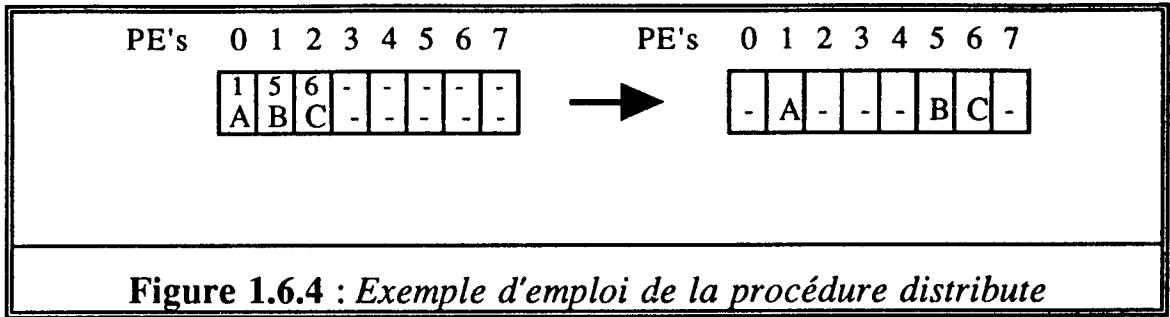 PE's 0 1 2 3 4 5 6 7 PE's 0 1 2 3 4 5 6 7
1 5 6 - - - - -
A B C - - - - - - A - - - B C -
Figure 1.6.4 : Exemple d'emploi de la procédure distribute